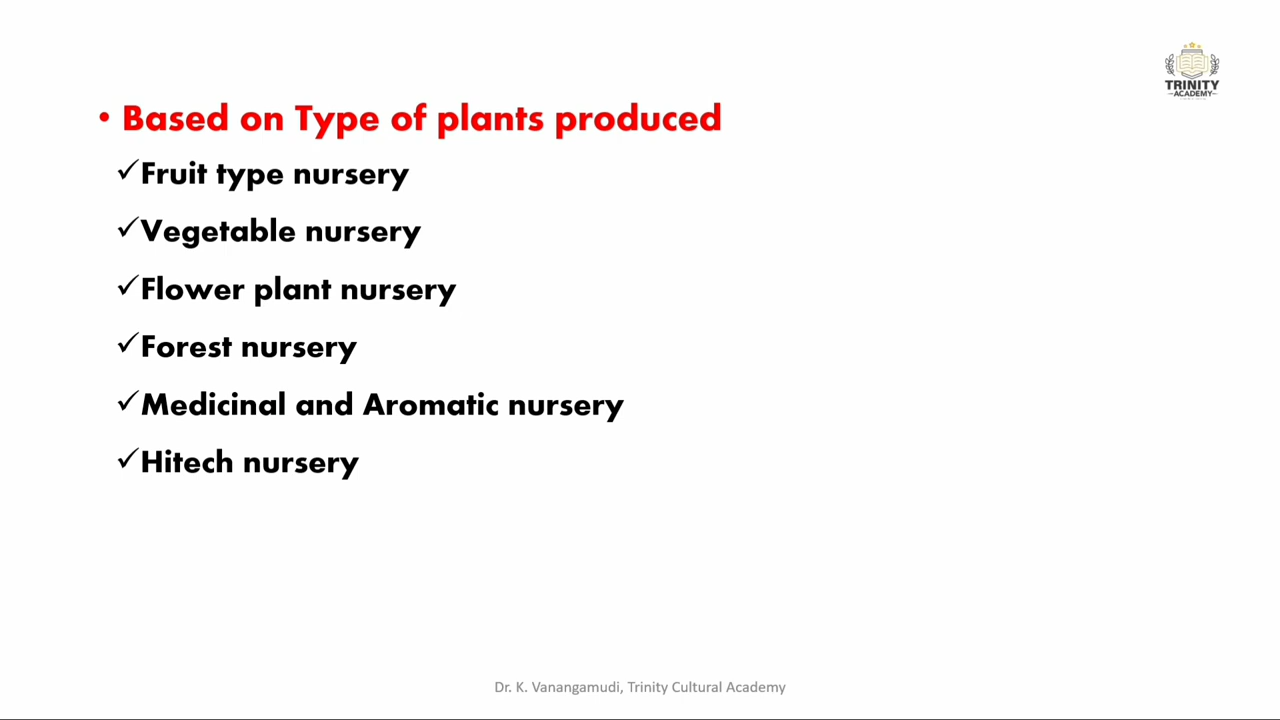 TRINITY
ACADEMY
• Based on Type of plants produced
✓Fruit type nursery
✓Vegetable nursery
✓Flower plant nursery
✓Forest nursery
✓Medicinal and Aromatic nursery
✓Hitech nursery
Dr. K. Vanangamudi, Trinity Cultural Academy